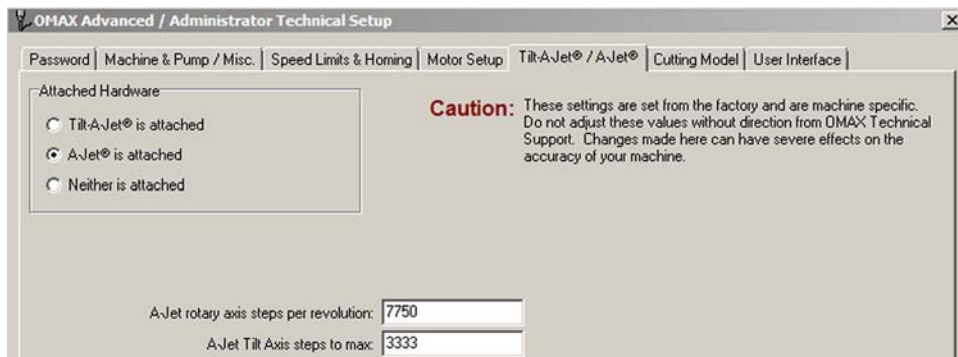 OMAX Advanced / Administrator Technical Setup
Password
Machine & Pump / Misc.
Speed Limits & Homing
Motor Setup
Tilt-A-Jet® / A-Jet®
Cutting Model
User Interface
Attached Hardware
Tilt-A-Jet® is attached
A-Jet® is attached
Neither is attached
Caution:
These settings are set from the factory and are machine specific.
Do not adjust these values without direction from OMAX Technical
Support. Changes made here can have severe effects on the
accuracy of your machine.
A-Jet rotary axis steps per revolution: 7750
A-Jet Tilt Axis steps to max: 3333